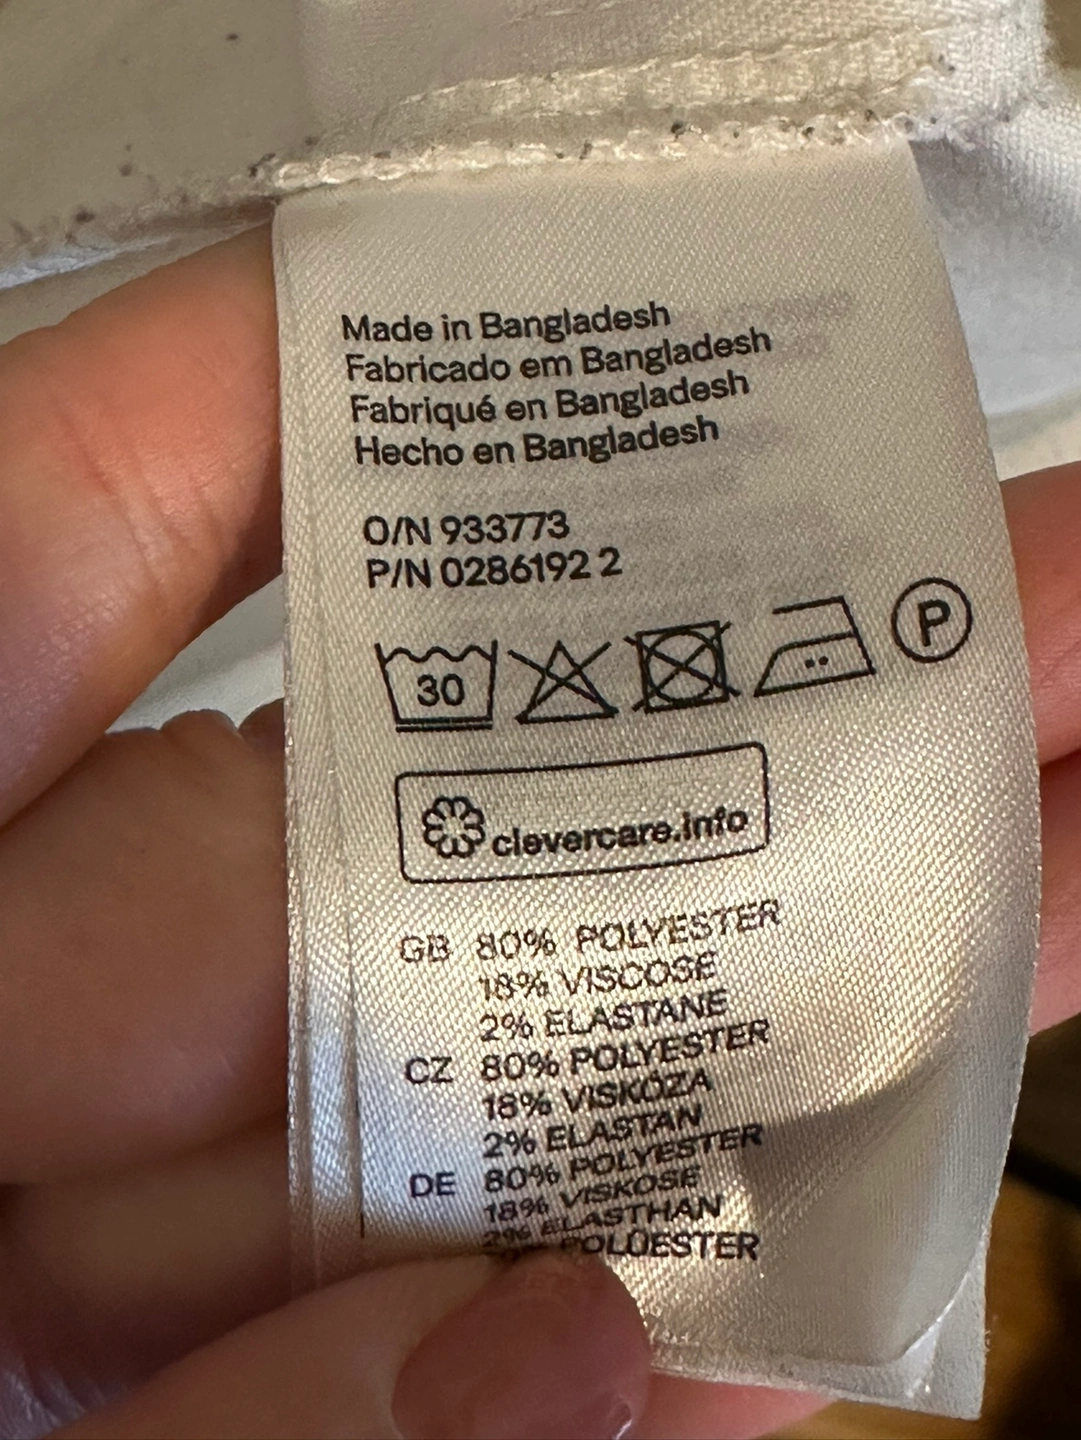 Made in Bangladesh
Fabricado em Bangladesh
Fabriqué en Bangladesh
Hecho en Bangladesh
O/N 933773
P/N 0286192 2
30
P
clevercare.info
GB 80% POLYESTER
18% VISCOSE
2% ELASTANE
CZ 80% POLYESTER
18% VISKÓZA
2% ELASTAN
DE 80% POLYESTER
18% VISKOSE
2% ELASTHAN
POLÜESTER